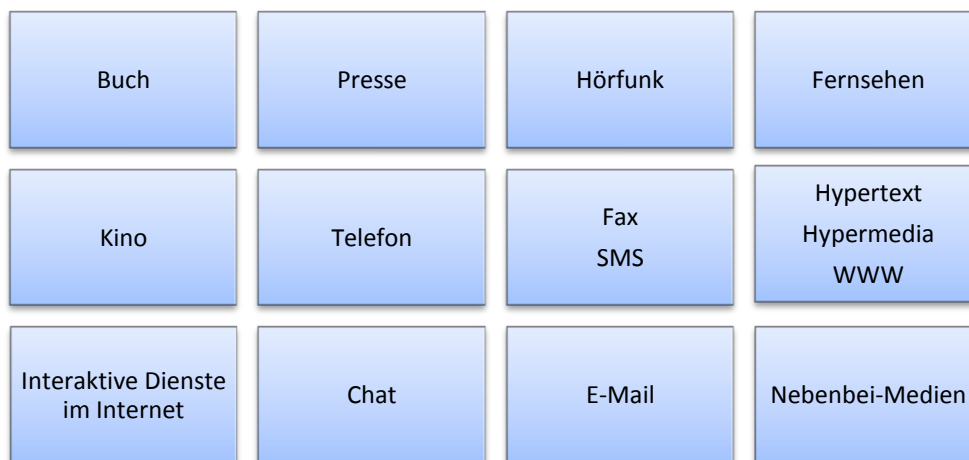 Buch
Presse
Hörfunk
Fernsehen
Kino
Telefon
Fax
SMS
Hypertext
Hypermedia
WWW
Interaktive Dienste
im Internet
Chat
E-Mail
Nebenbei-Medien